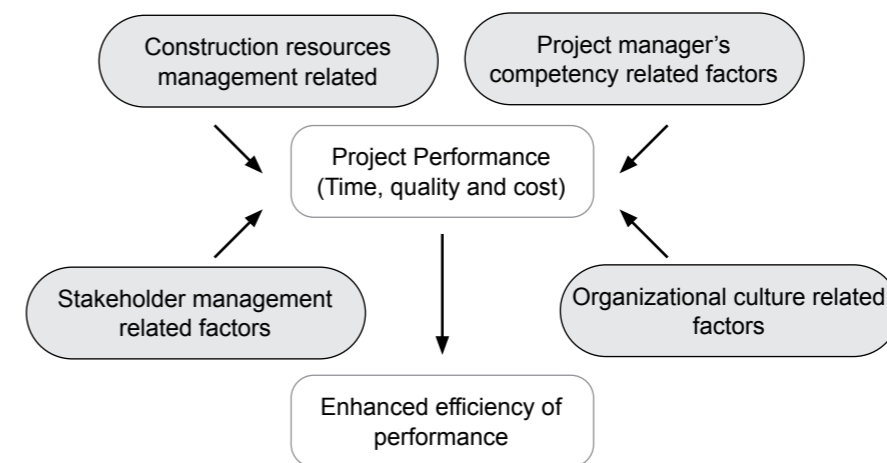 Construction resources
management related
Project manager's
competency related factors
Project Performance
(Time, quality and cost)
Stakeholder management
related factors
Organizational culture related
factors
Enhanced efficiency of
performance